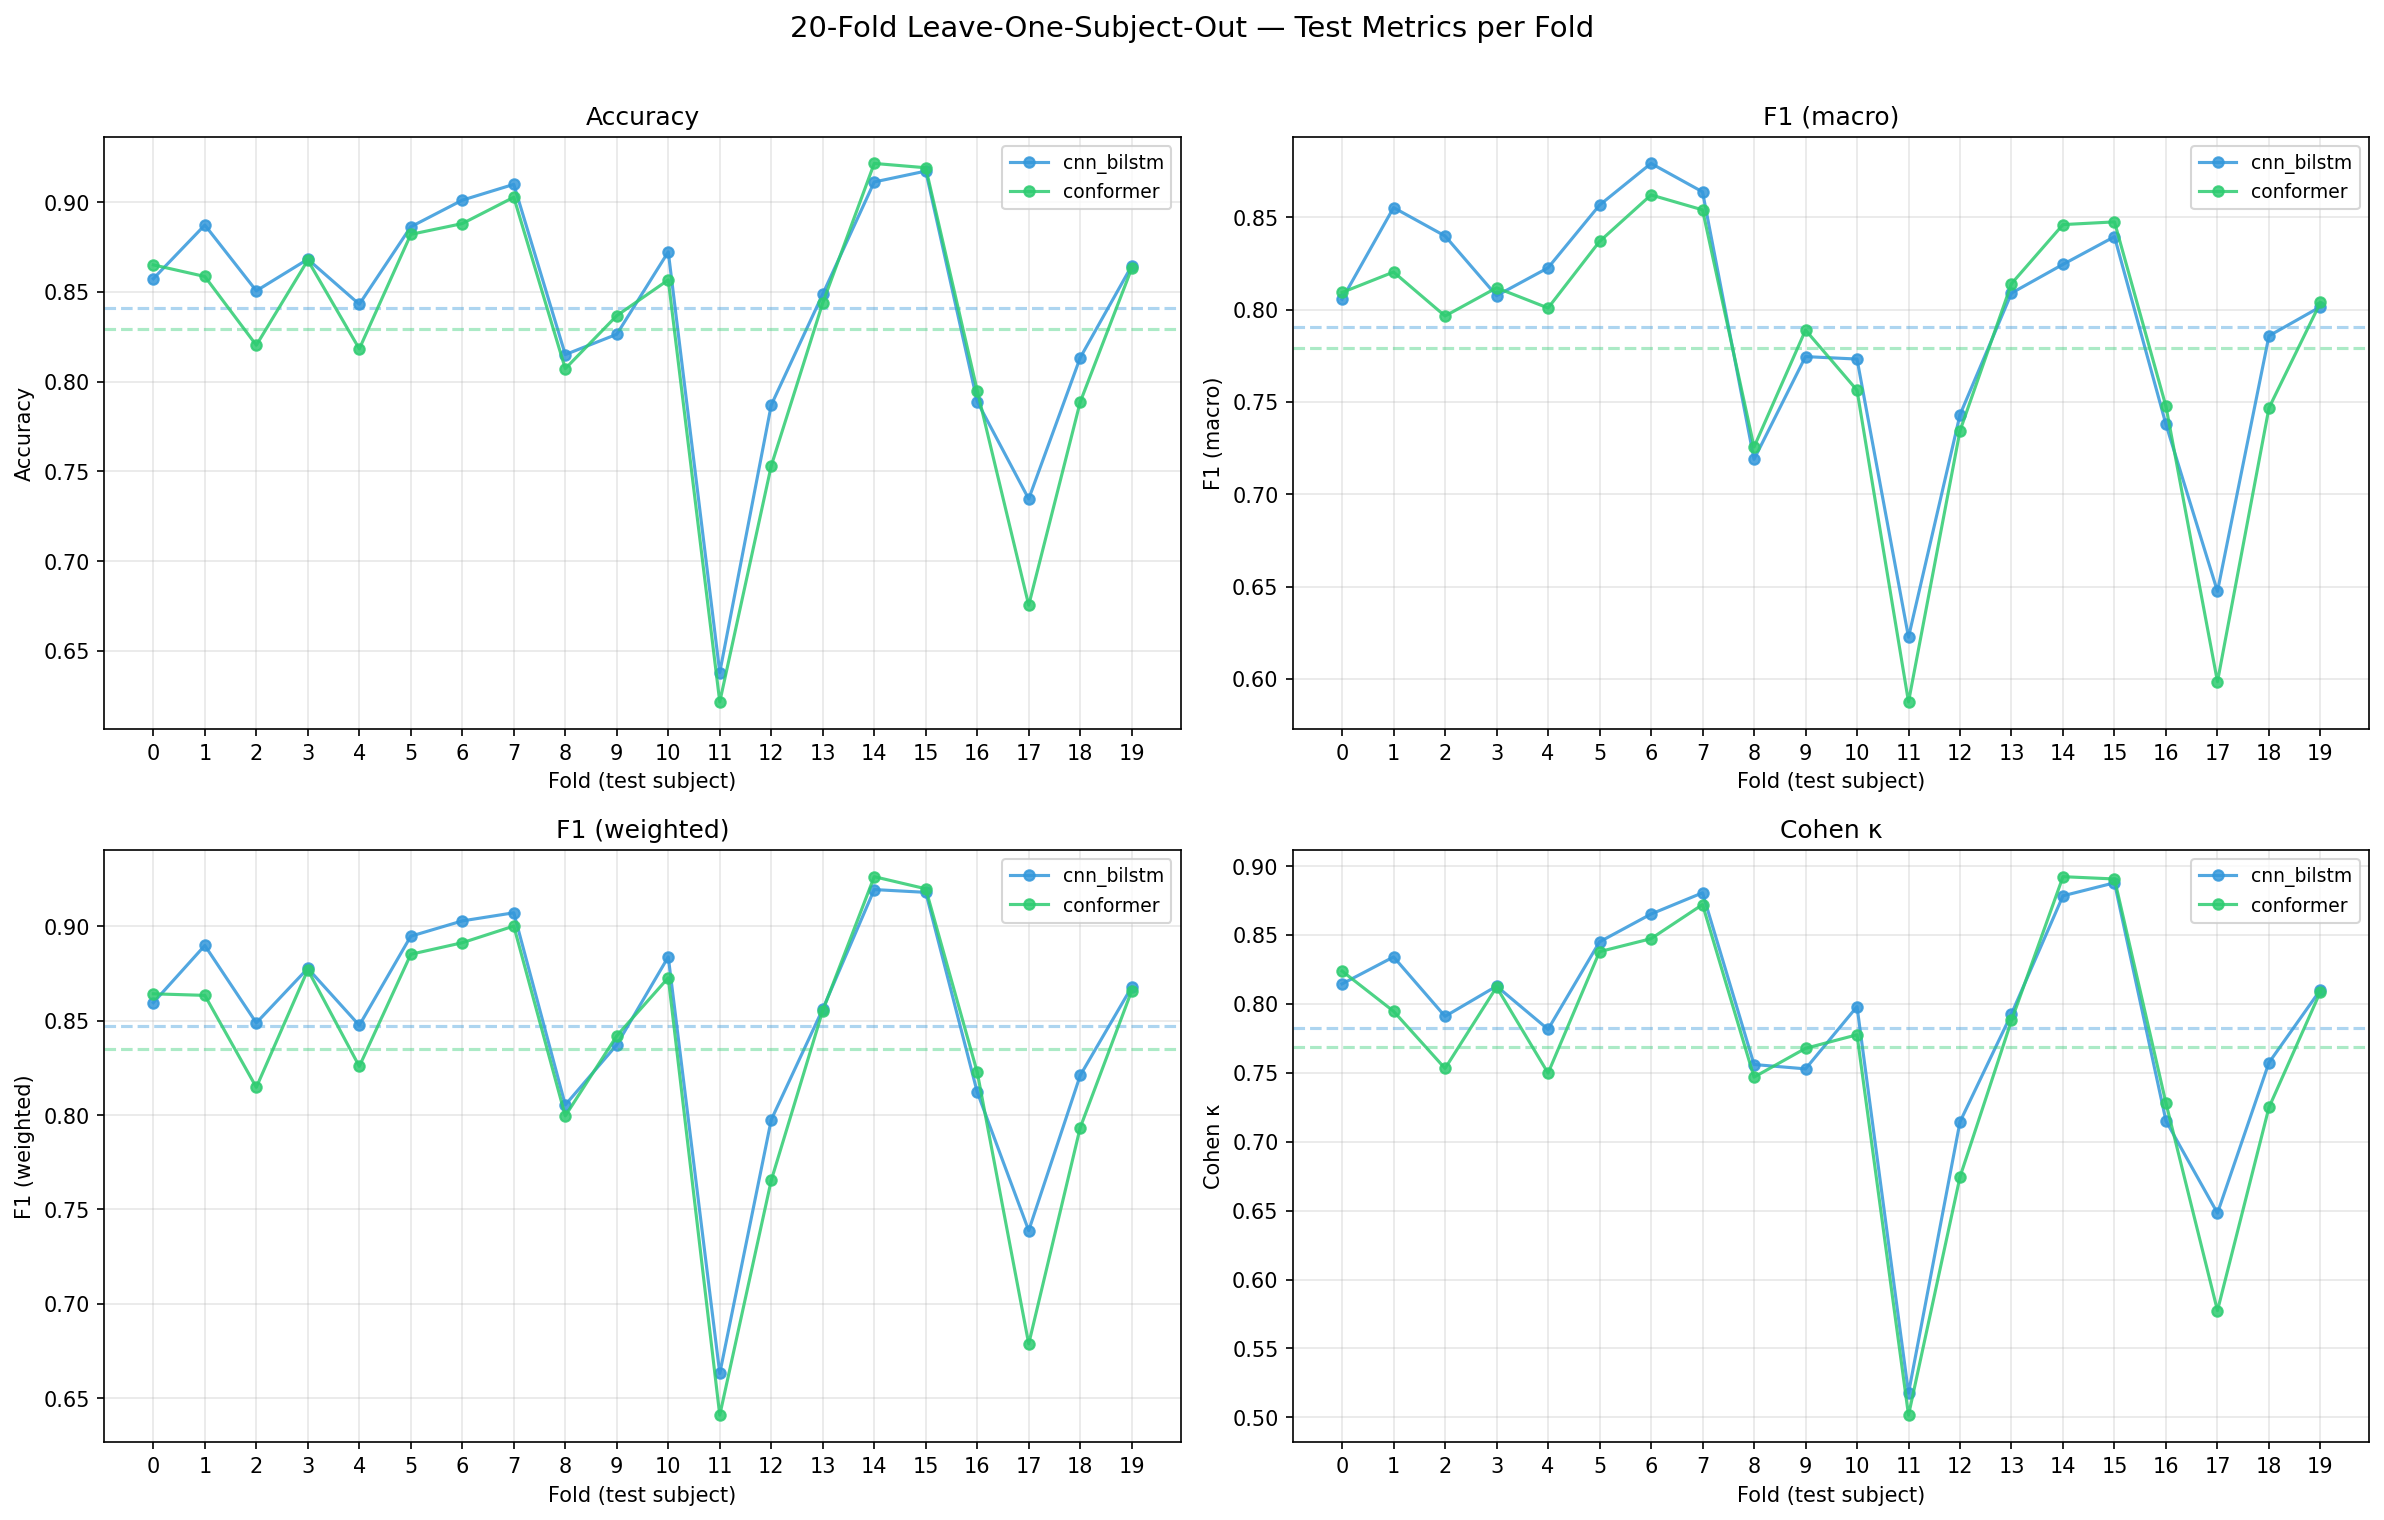 20-Fold Leave-One-Subject-Out — Test Metrics per Fold
Accuracy
cnn_bilstm
conformer
Accuracy
0.90
0.85
0.80
0.75
0.70
0.65
0 1 2 3 4 5 6 7 8 9 10 11 12 13 14 15 16 17 18 19
Fold (test subject)
F1 (macro)
cnn_bilstm
conformer
F1 (macro)
0.85
0.80
0.75
0.70
0.65
0.60
0 1 2 3 4 5 6 7 8 9 10 11 12 13 14 15 16 17 18 19
Fold (test subject)
F1 (weighted)
cnn_bilstm
conformer
F1 (weighted)
0.90
0.85
0.80
0.75
0.70
0.65
0 1 2 3 4 5 6 7 8 9 10 11 12 13 14 15 16 17 18 19
Fold (test subject)
Cohen κ
cnn_bilstm
conformer
Cohen κ
0.90
0.85
0.80
0.75
0.70
0.65
0.60
0.55
0.50
0 1 2 3 4 5 6 7 8 9 10 11 12 13 14 15 16 17 18 19
Fold (test subject)